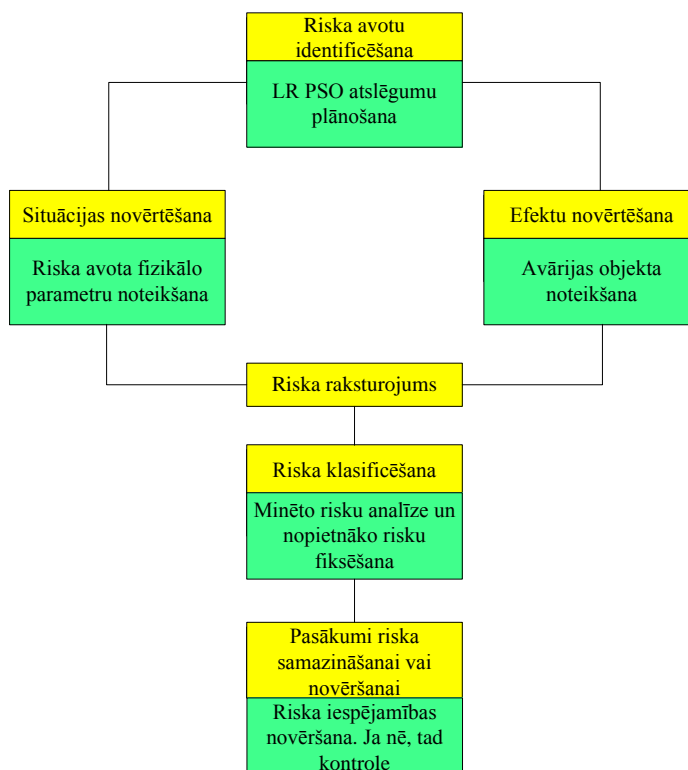 Riska avotu
identificēšana
LR PSO atslēgumu
plānošana
Situācijas novērtēšana
Riska avota fizikālo
parametru noteikšana
Efektu novērtēšana
Avārijas objekta
noteikšana
Riska raksturojums
Riska klasificēšana
Minēto risku analīze un
nopietnāko risku
fiksēšana
Pasākumi riska
samazināšanai vai
novēršanai
Riska iespējamības
novēršana. Ja nē, tad
kontrole